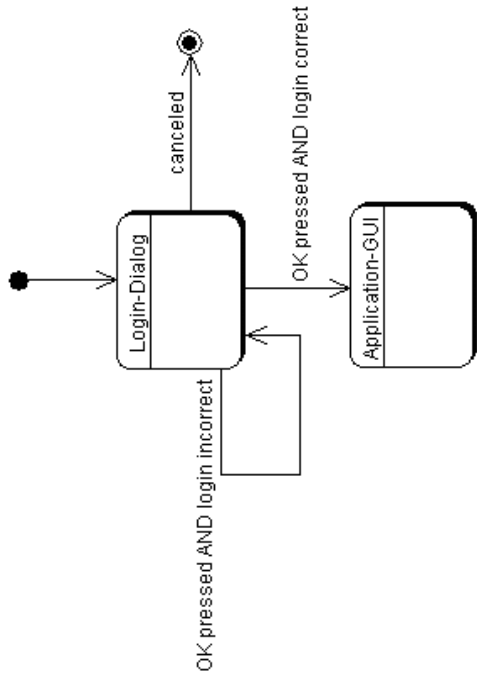 canceled
Login-Dialog
OK pressed AND login correct
OK pressed AND login incorrect
Application-GUI